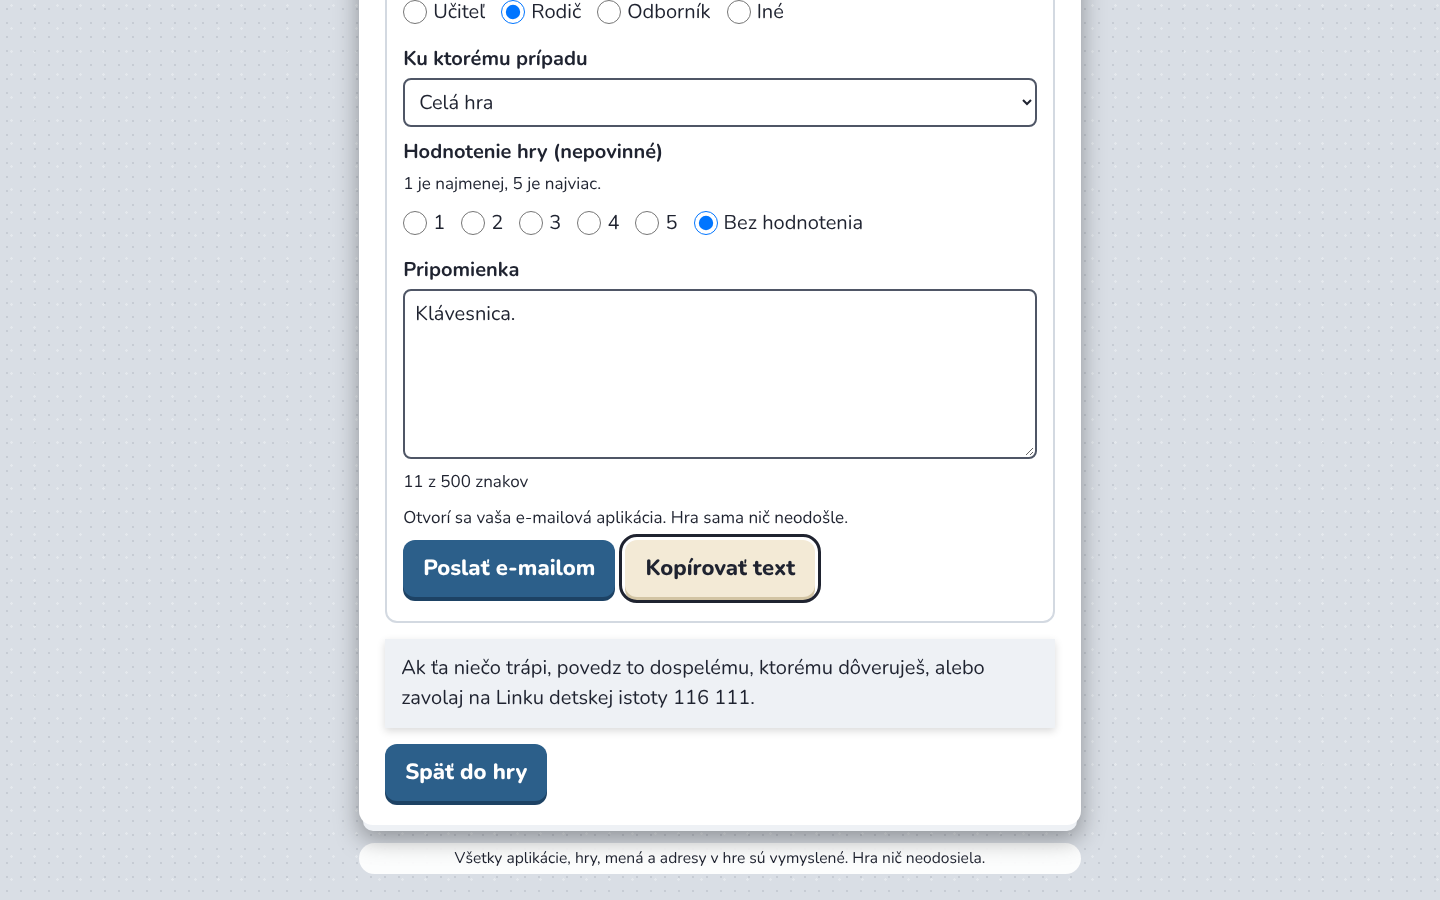 Učiteľ Rodič Odborník Iné
Ku ktorému prípadu
Celá hra
Hodnotenie hry (nepovinné)
1 je najmenej, 5 je najviac.
1 2 3 4 5 Bez hodnotenia
Pripomienka
Klávesnica.
11 z 500 znakov
Otvorí sa vaša e-mailová aplikácia. Hra sama nič neodošle.
Poslať e-mailom Kopírovať text
Ak ťa niečo trápi, povedz to dospelému, ktorému dôveruješ, alebo
zavolaj na Linku detskej istoty 116 111.
Späť do hry
Všetky aplikácie, hry, mená a adresy v hre sú vymyslené. Hra nič neodosiela.